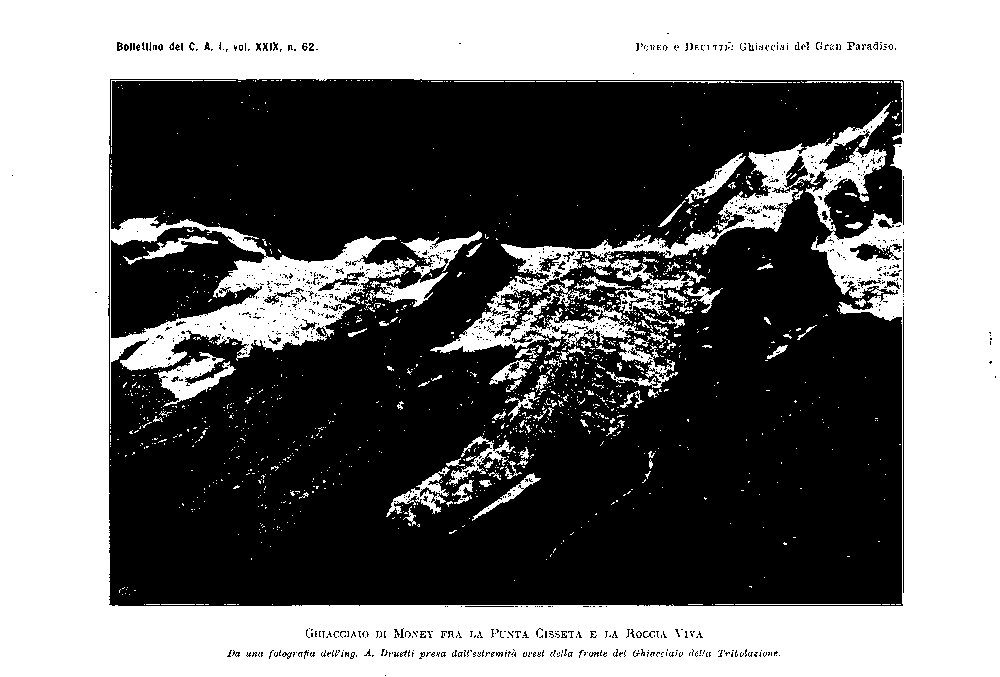 Bollettino del C. A. I., vol. XXIX, n. 62.
e Druetti: Ghiacciai del Gran Paradiso.
Ghiacciaio di Money fra la Punta Cisseta e la Roccia Viva
Da una fotografia dell'ing. A. Druetti presa dall'estremità ovest della fronte del Ghiacciaio della Tribolazione.